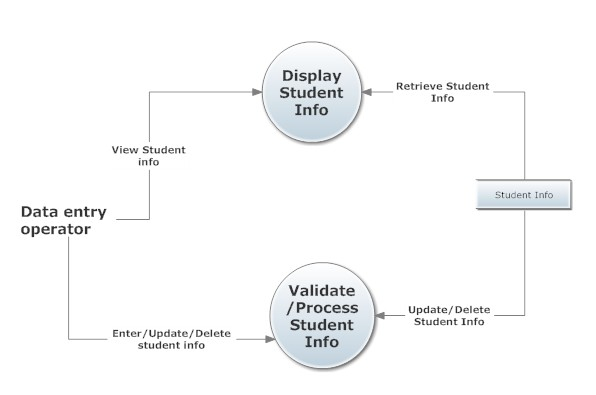 Display
Student
Info
Retrieve Student
Info
View Student
info
Student Info
Data entry
operator
Validate
/Process
Student
Info
Update/Delete
Student Info
Enter/Update/Delete
student info